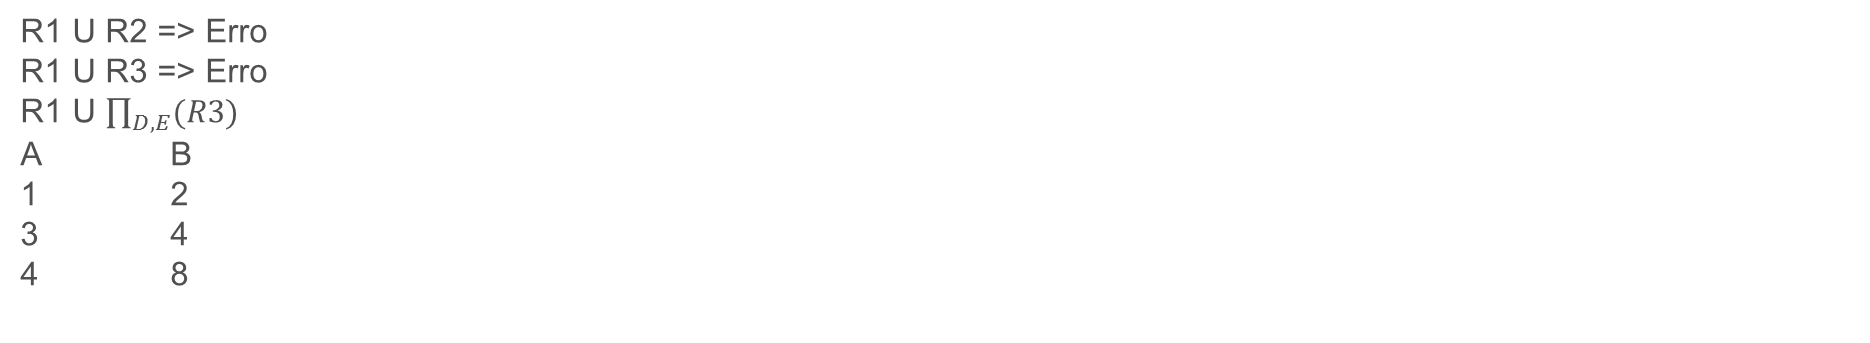 R1 U R2 => Erro
R1 U R3 => Erro
R1 U ∏D,E(R3)
A B
1 2
3 4
4 8